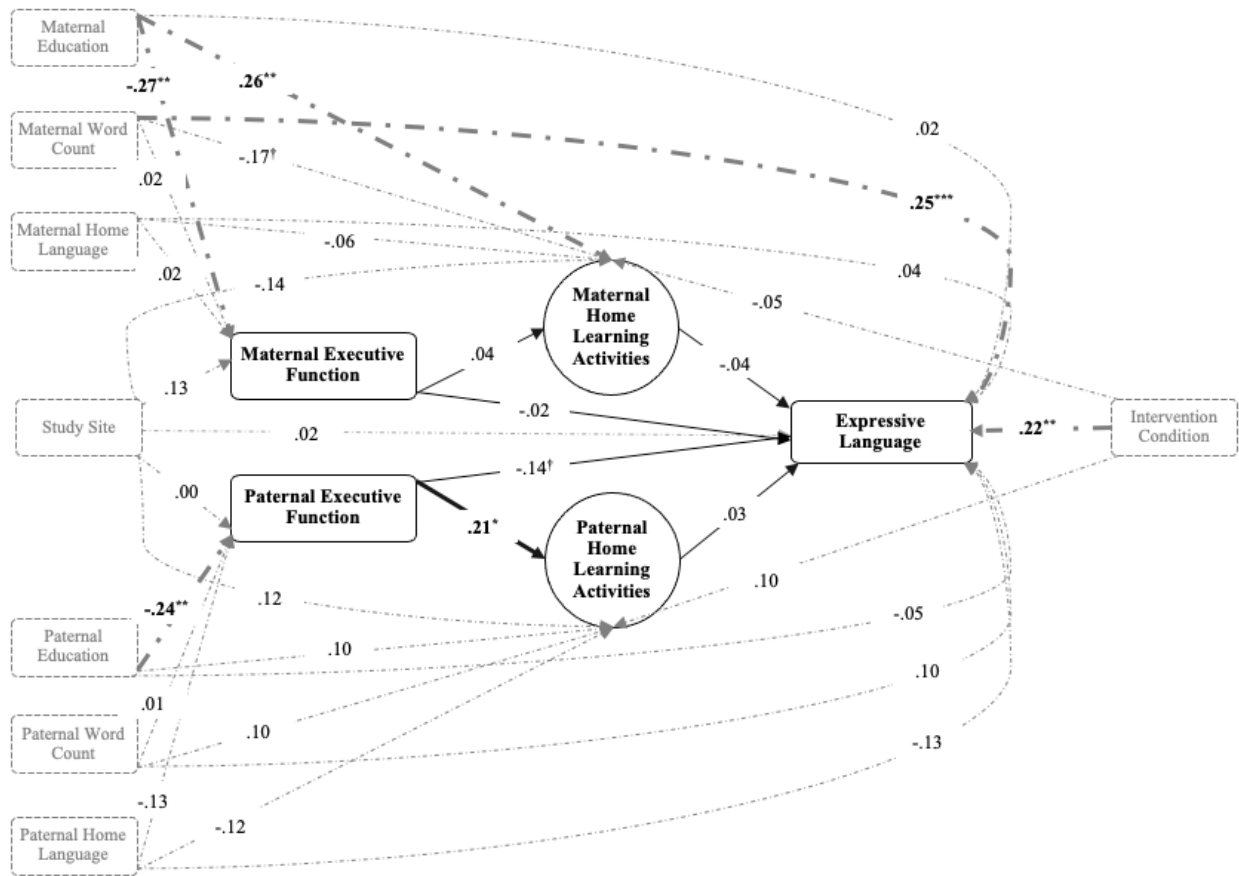 Maternal
Education
-.27**
.26**
.02
Maternal Word
Count
-.17†
.02
.25***
Maternal Home
Language
-.06
.02
.04
-.14
-.05
Maternal
Home
Learning
Activities
Maternal Executive
Function
.04
-.04
.13
-.02
Study Site
.02
Expressive
Language
.22**
Intervention
Condition
-.14†
.00
Paternal Executive
Function
.21*
.03
Paternal
Home
Learning
Activities
-.24**
.12
.10
-.05
Paternal
Education
.10
.10
.01
Paternal Word
Count
.10
-.13
-.13
-.12
Paternal Home
Language